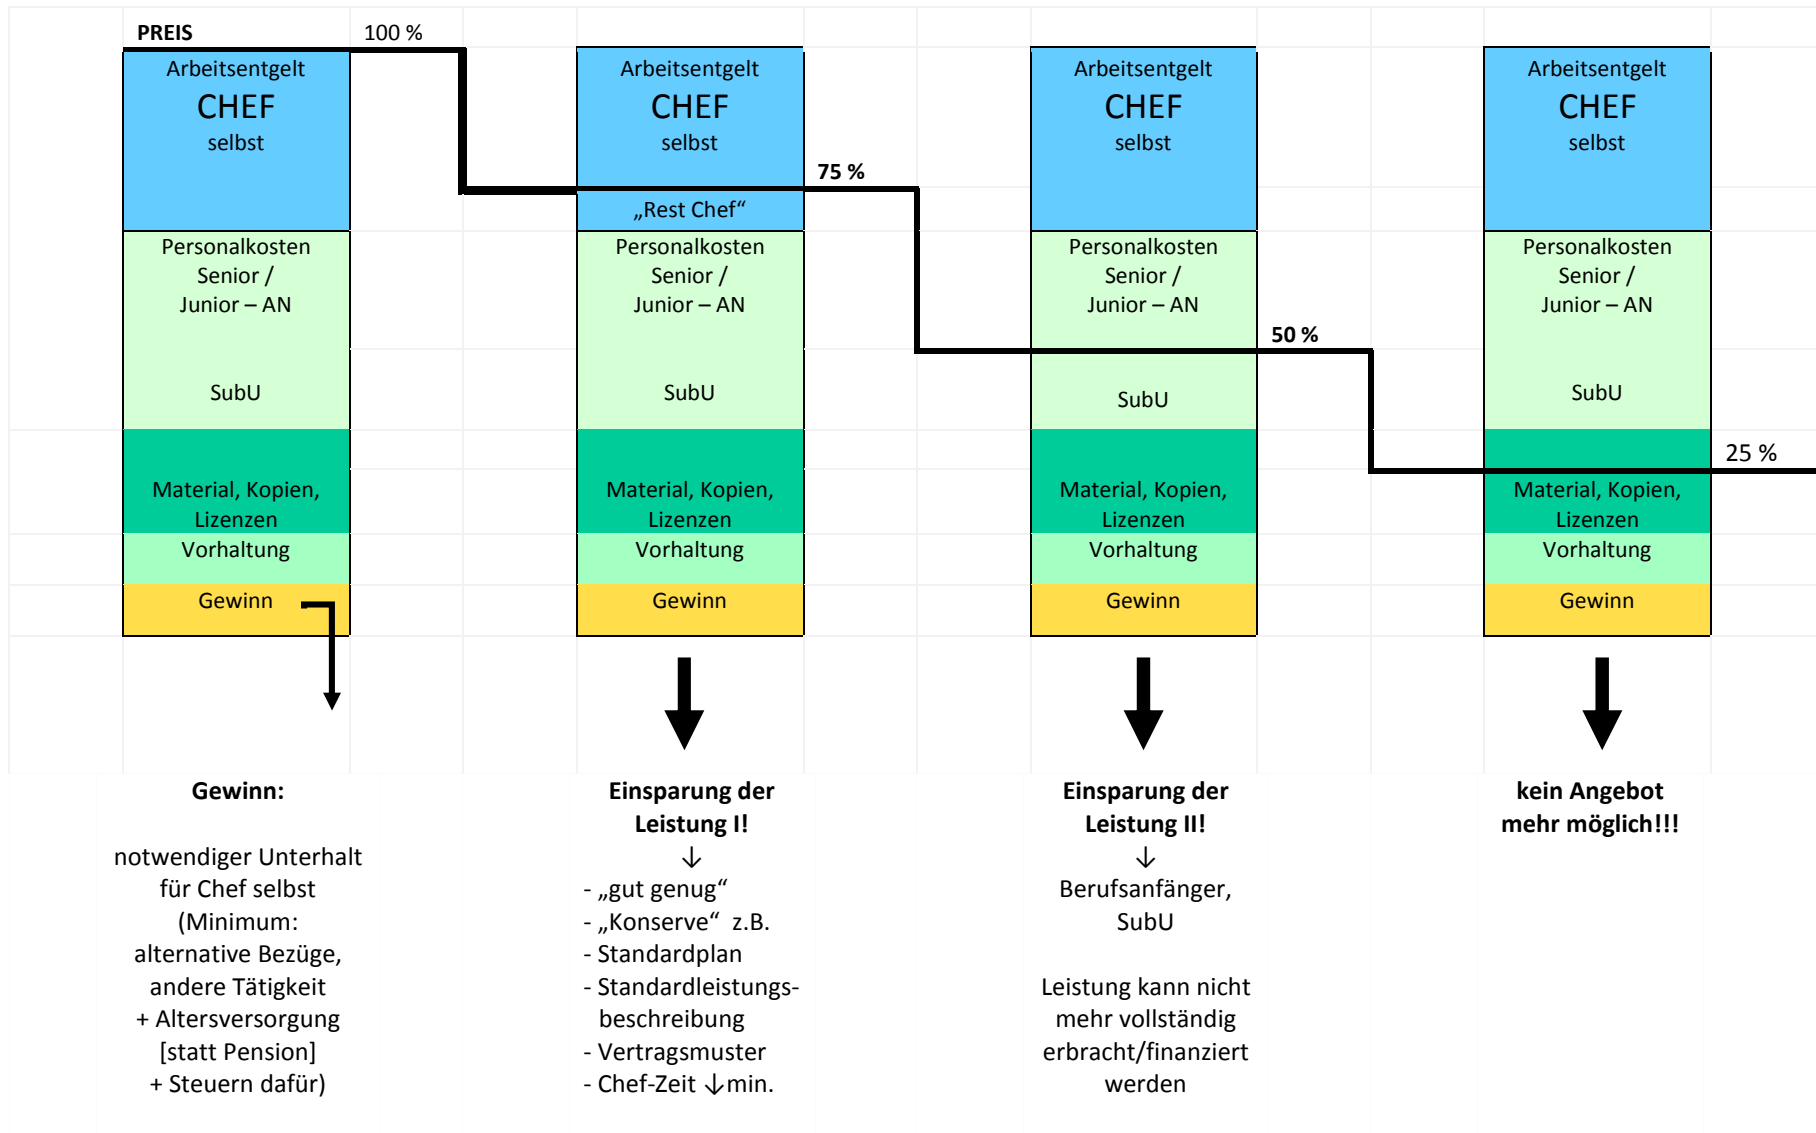 PREIS
100 %
Arbeitsentgelt
CHEF
selbst
Personalkosten
Senior /
Junior – AN
SubU
Material, Kopien,
Lizenzen
Vorhaltung
Gewinn
Gewinn:
notwendiger Unterhalt
für Chef selbst
(Minimum:
alternative Bezüge,
andere Tätigkeit
+ Altersversorgung
[statt Pension]
+ Steuern dafür)
Arbeitsentgelt
CHEF
selbst
75 %
„Rest Chef“
Personalkosten
Senior /
Junior – AN
SubU
Material, Kopien,
Lizenzen
Vorhaltung
Gewinn
Einsparung der
Leistung I!
↓
- „gut genug“
- „Konserve“ z.B.
- Standardplan
- Standardleistungs-
beschreibung
- Vertragsmuster
- Chef-Zeit ↓min.
Arbeitsentgelt
CHEF
selbst
Personalkosten
Senior /
Junior – AN
50 %
SubU
Material, Kopien,
Lizenzen
Vorhaltung
Gewinn
Einsparung der
Leistung II!
↓
Berufsanfänger,
SubU
Leistung kann nicht
mehr vollständig
erbracht/finanziert
werden
Arbeitsentgelt
CHEF
selbst
Personalkosten
Senior /
Junior – AN
SubU
25 %
Material, Kopien,
Lizenzen
Vorhaltung
Gewinn
kein Angebot
mehr möglich!!!